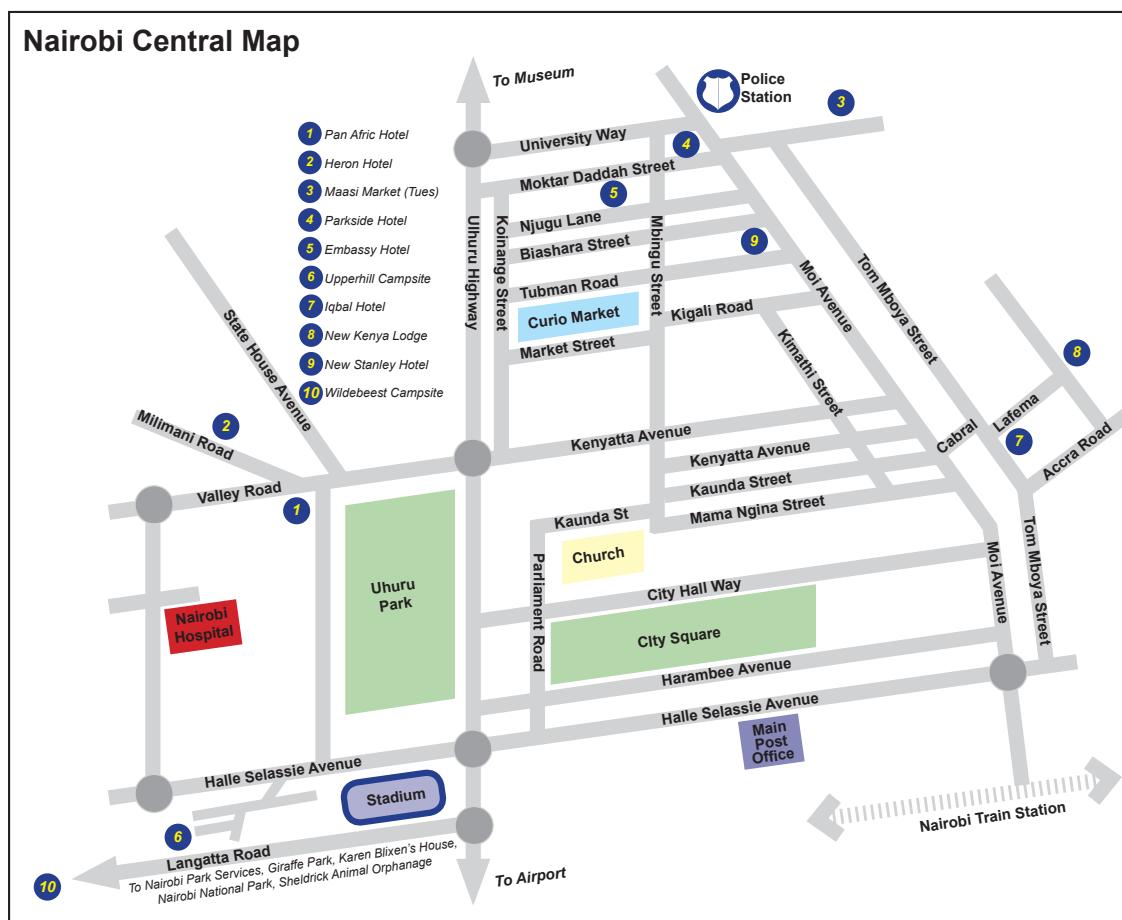 Nairobi Central Map
To Museum
Police
Station
1 Pan Afric Hotel
2 Heron Hotel
3 Maasi Market (Tues)
4 Parkside Hotel
5 Embassy Hotel
6 Upperhill Campsite
7 Iqbal Hotel
8 New Kenya Lodge
9 New Stanley Hotel
10 Wildebeest Campsite
3
University Way
4
Moktar Daddah Street
5
Njugu Lane
Biashara Street
9
Tubman Road
Curio Market
Kigali Road
Market Street
Ulhuru Highway
Koinange Street
Mbingu Street
Moi Avenue
Tom Mboya Street
Kimathi Street
State House Avenue
8
2
Milimani Road
Lafema
Cabral
7
Accra Road
Kenyatta Avenue
Kenyatta Avenue
Kaunda Street
Mama Ngina Street
Valley Road
1
Kaunda St
Church
Parliament Road
Uhuru
Park
City Hall Way
CIty Square
Moi Avenue
Tom Mboya Street
Nairobi
Hospital
Harambee Avenue
Halle Selassie Avenue
Main
Post
Office
Halle Selassie Avenue
Stadium
Nairobi Train Station
6
Langatta Road
10
To Nairobi Park Services, Giraffe Park, Karen Blixen's House,
Nairobi National Park, Sheldrick Animal Orphanage
To Airport